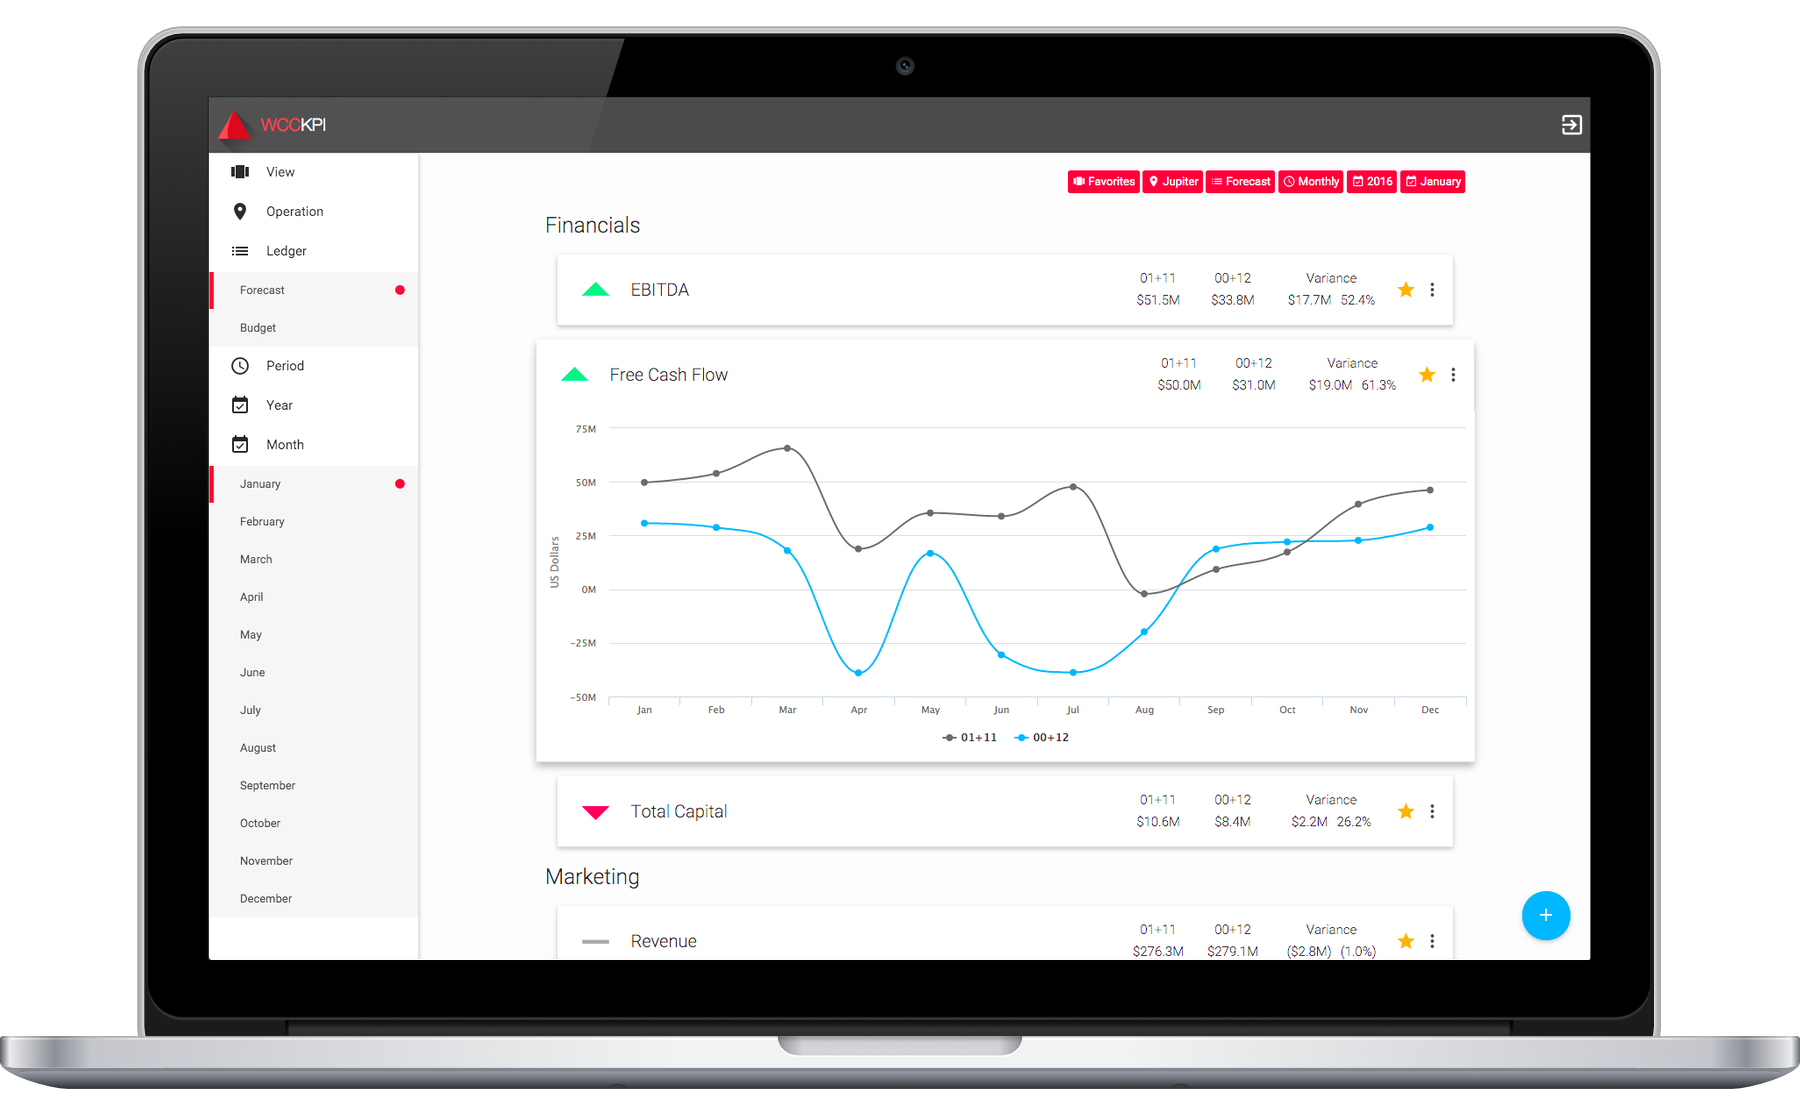 WCCKPI
View
Operation
Ledger
Forecast
Budget
Period
Year
Month
January
February
March
April
May
June
July
August
September
October
November
December
Favorites Jupiter Forecast Monthly 2016 January
Financials
EBITDA
01+11 00+12 Variance
$51.5M $33.8M $17.7M 52.4%
Free Cash Flow
01+11 00+12 Variance
$50.0M $31.0M $19.0M 61.3%
US Dollars
75M
50M
25M
0M
−25M
−50M
Jan Feb Mar Apr May Jun Jul Aug Sep Oct Nov Dec
01+11 00+12
Total Capital
01+11 00+12 Variance
$10.6M $8.4M $2.2M 26.2%
Marketing
Revenue
01+11 00+12 Variance
$276.3M $279.1M ($2.8M) (1.0%)
+